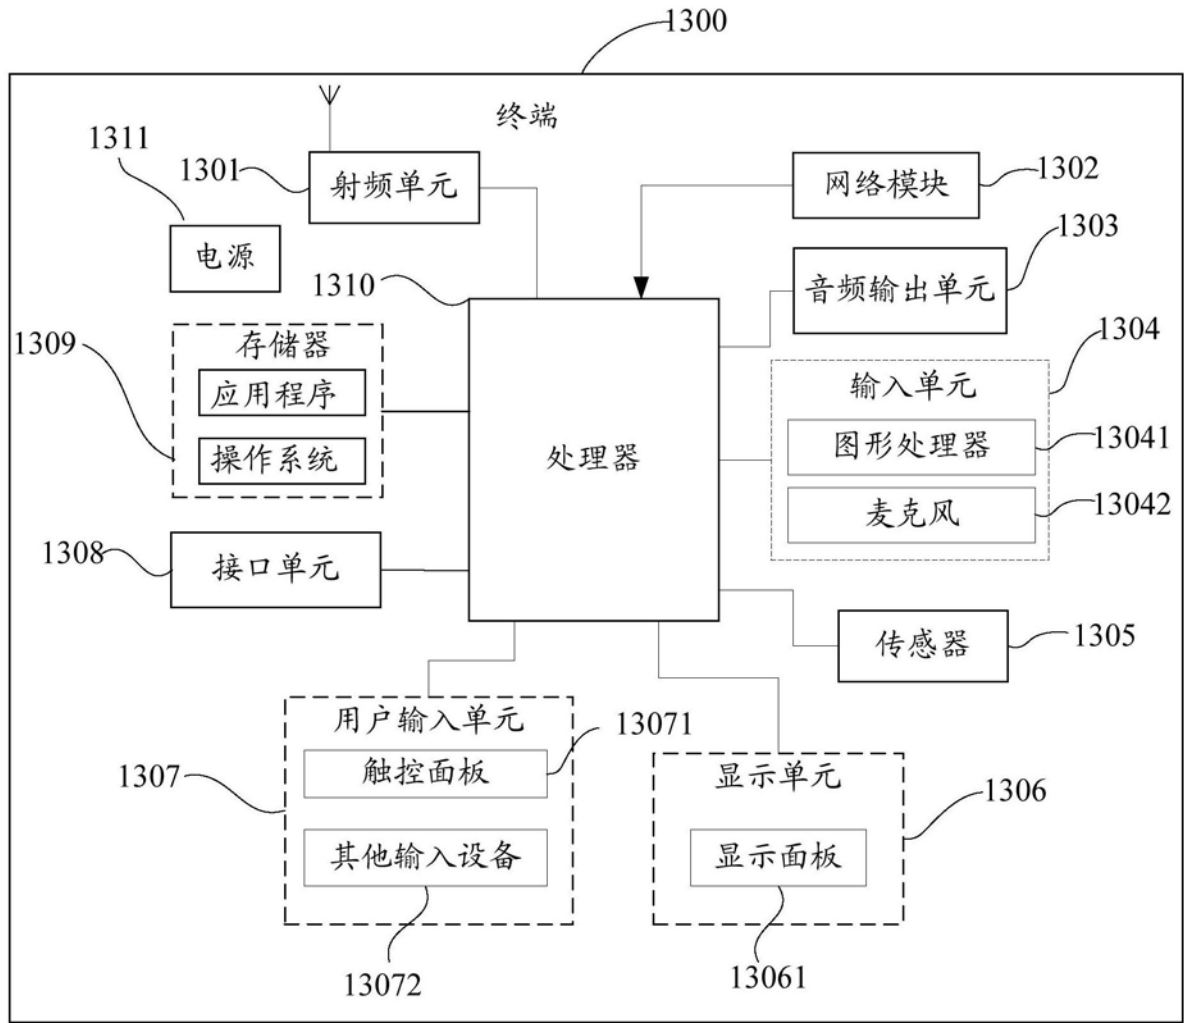 1300
终端
1311
1301
射频单元
网络模块
1302
电源
1310
音频输出单元
1303
1309
存储器
应用程序
操作系统
处理器
1304
输入单元
图形处理器
13041
麦克风
13042
1308
接口单元
传感器
1305
用户输入单元
13071
1307
触控面板
其他输入设备
13072
显示单元
1306
显示面板
13061